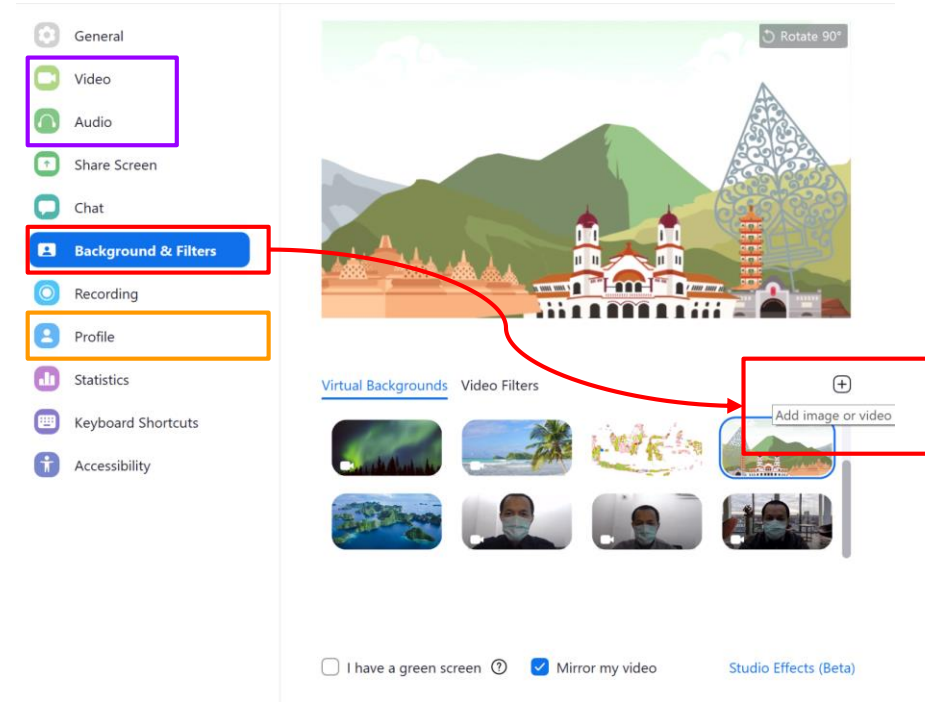 General
Video
Audio
Share Screen
Chat
Background & Filters
Recording
Profile
Statistics
Keyboard Shortcuts
Accessibility
Rotate 90°
Virtual Backgrounds Video Filters
Add image or video
I have a green screen ? Mirror my video Studio Effects (Beta)